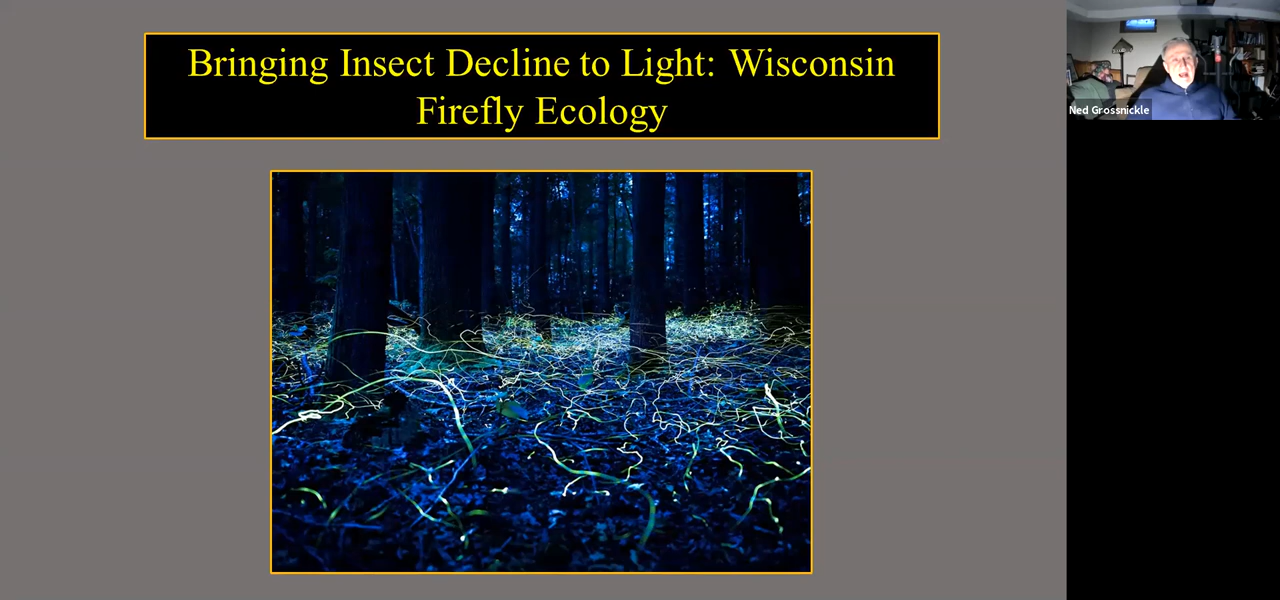 Bringing Insect Decline to Light: Wisconsin
Firefly Ecology
Ned Grossnickle